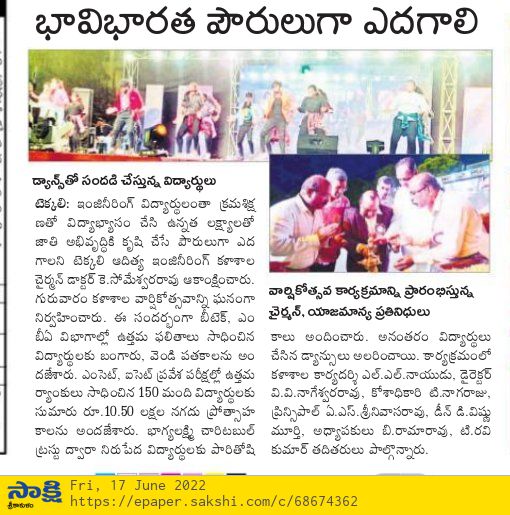 భావిభారత పౌరులుగా ఎదగాలి
డ్యాన్స్‌తో సందడి చేస్తున్న విద్యార్థులు
టెక్కలి: ఇంజినీరింగ్ విద్యార్థులంతా క్రమశిక్ష
ణతో విద్యాభ్యాసం చేసి ఉన్నత లక్ష్యాలతో
జాతి అభివృద్ధికి కృషి చేసే పౌరులుగా ఎద
గాలని టెక్కలి ఆదిత్య ఇంజినీరింగ్ కళాశాల
చైర్మన్ డాక్టర్ కె.సోమేశ్వరరావు ఆకాంక్షించారు.
గురువారం కళాశాల వార్షికోత్సవాన్ని ఘనంగా
నిర్వహించారు. ఈ సందర్భంగా బీటెక్, ఎం
బీఏ విభాగాల్లో ఉత్తమ ఫలితాలు సాధించిన
విద్యార్థులకు బంగారు, వెండి పతకాలను అం
దజేశారు. ఎంసెట్, ఐసెట్ ప్రవేశ పరీక్షల్లో ఉత్తమ
ర్యాంకులు సాధించిన 150 మంది విద్యార్థులకు
సుమారు రూ.10.50 లక్షల నగదు ప్రోత్సాహ
కాలను అందజేశారు. భాగ్యలక్ష్మి చారిటబుల్
ట్రస్టు ద్వారా నిరుపేద విద్యార్థులకు పారితోషి
వార్షికోత్సవ కార్యక్రమాన్ని ప్రారంభిస్తున్న
చైర్మన్, యాజమాన్య ప్రతినిధులు
కాలు అందించారు. అనంతరం విద్యార్థులు
చేసిన డ్యాన్సులు అలరించాయి. కార్యక్రమంలో
కళాశాల కార్యదర్శి ఎల్.ఎల్.నాయుడు, డైరెక్టర్
వి.వి.నాగేశ్వరరావు, కోశాధికారి టి.నాగరాజు,
ప్రిన్సిపాల్ ఏ.ఎస్.శ్రీనివాసరావు, డీన్ డి.విష్ణు
మూర్తి, అధ్యాపకులు బి.రామారావు, టి.రవి
కుమార్ తదితరులు పాల్గొన్నారు.
సాక్షి
శ్రీకాకుళం
Fri, 17 June 2022
https://epaper.sakshi.com/c/68674362